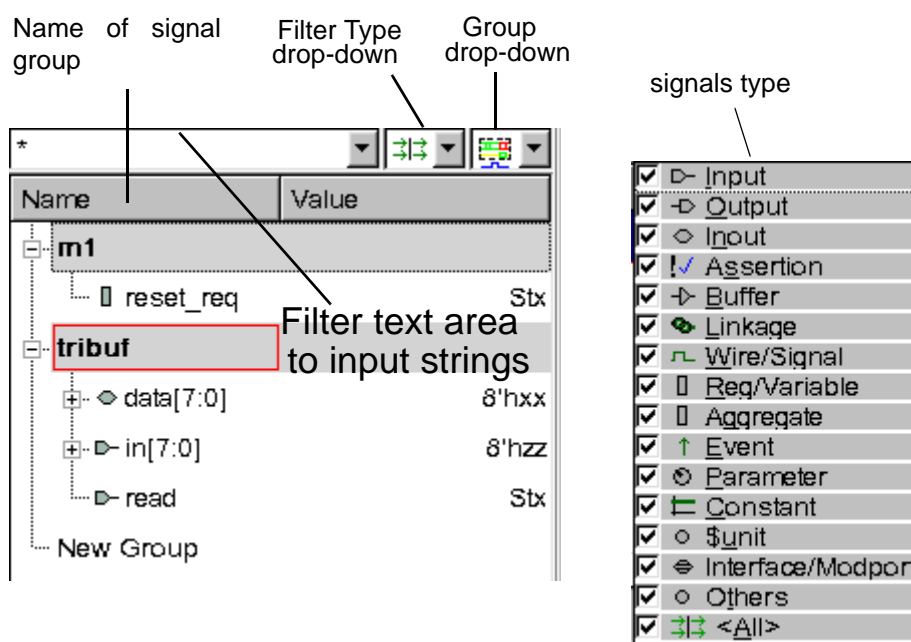 Name of signal
group
Filter Type
drop-down
Group
drop-down
signals type
*
Name Value
m1
reset_req Stx
Filter text area
to input strings
tribuf
data[7:0] 8'hxx
in[7:0] 8'hzz
read Stx
New Group
Input
Output
Inout
Assertion
Buffer
Linkage
Wire/Signal
Reg/Variable
Aggregate
Event
Parameter
Constant
$unit
Interface/Modport
Others
<All>